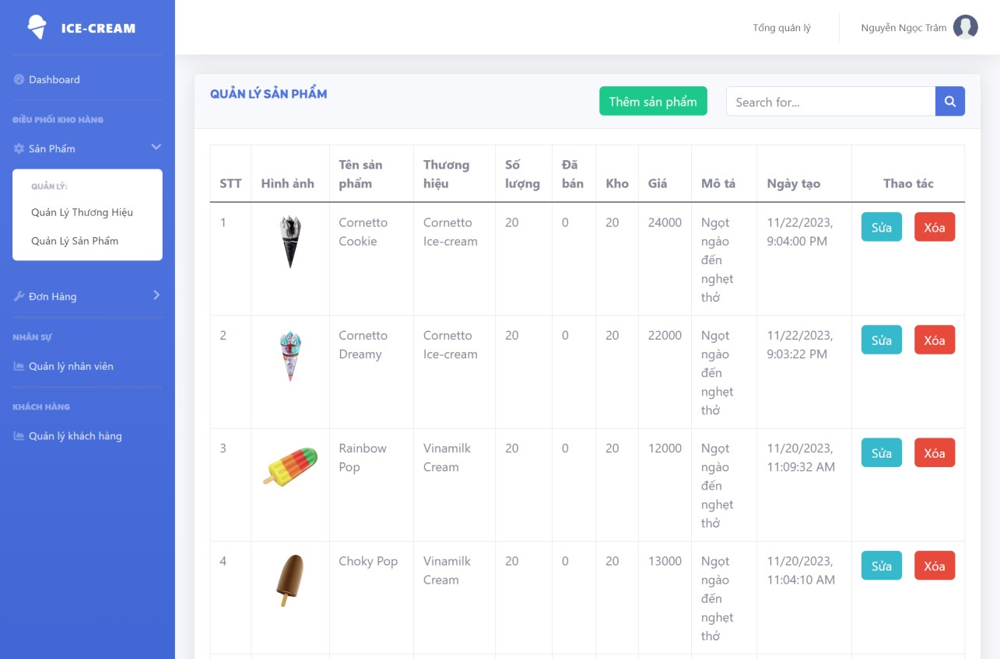 ICE-CREAM
Tổng quản lý
Nguyễn Ngọc Trâm
Dashboard
ĐIỀU PHỐI KHO HÀNG
Sản Phẩm
QUẢN LÝ:
Quản Lý Thương Hiệu
Quản Lý Sản Phẩm
Đơn Hàng
NHÂN SỰ
Quản lý nhân viên
KHÁCH HÀNG
Quản lý khách hàng
QUẢN LÝ SẢN PHẨM
Thêm sản phẩm
Search for...
STT Hình ảnh Tên sản phẩm Thương hiệu Số lượng Đã bán Kho Giá Mô tả Ngày tạo Thao tác
1 Cornetto Cornetto 20 0 20 24000 Ngọt 11/22/2023, Sửa Xóa
Cookie Ice-cream ngào 9:04:00 PM
đến
nghẹt
thở
2 Cornetto Cornetto 20 0 20 22000 Ngọt 11/22/2023, Sửa Xóa
Dreamy Ice-cream ngào 9:03:22 PM
đến
nghẹt
thở
3 Rainbow Vinamilk 20 0 20 12000 Ngọt 11/20/2023, Sửa Xóa
Pop Cream ngào 11:09:32 AM
đến
nghẹt
thở
4 Choky Pop Vinamilk 20 0 20 13000 Ngọt 11/20/2023, Sửa Xóa
Cream ngào 11:04:10 AM
đến
nghẹt
thở